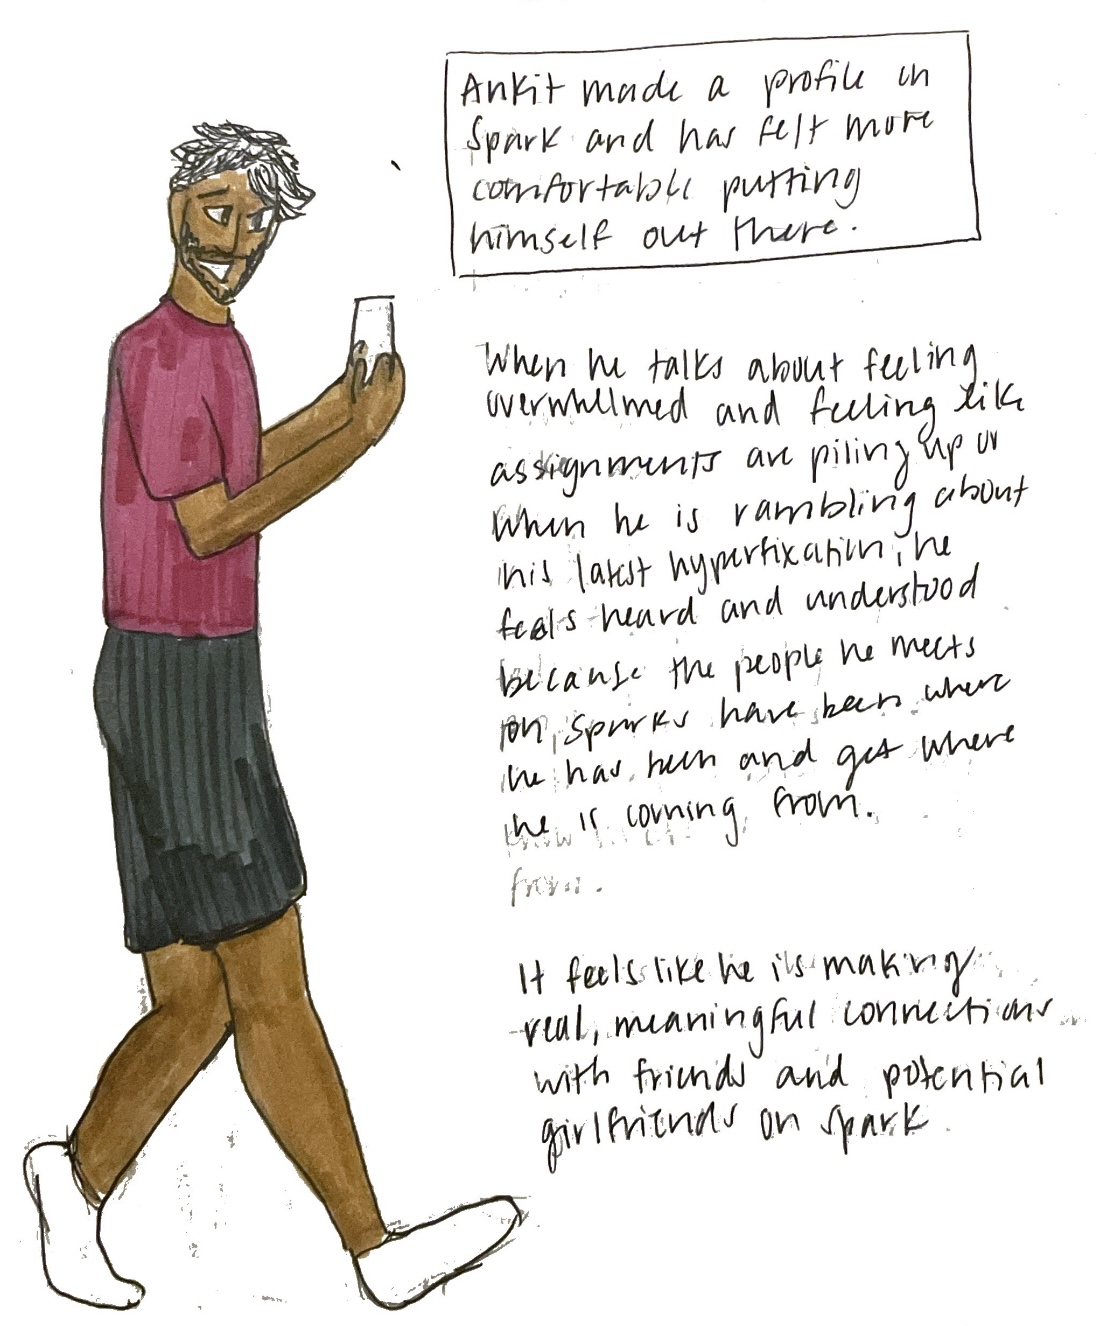 Ankit made a profile on
Spark and has felt more
comfortable putting
himself out there.
When he talks about feeling
overwhelmed and feeling like
assignments are piling up or
when he is rambling about
his latest hyperfixation, he
feels heard and understood
because the people he meets
on Sparks have been where
he has been and get where
he is coming from.
from.
It feels like he is making
real, meaningful connections
with friends and potential
girlfriends on Spark